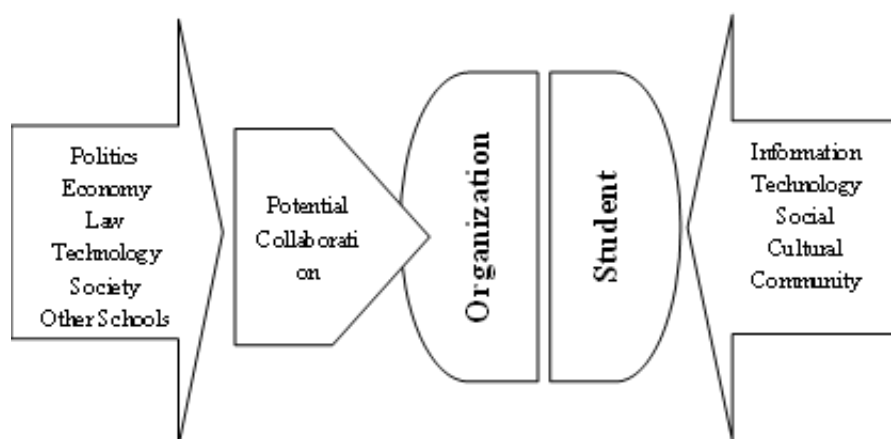 Politics
Economy
Law
Technology
Society
Other Schools
Potential
Collaborati
on
Organization
Student
Information
Technology
Social
Cultural
Community